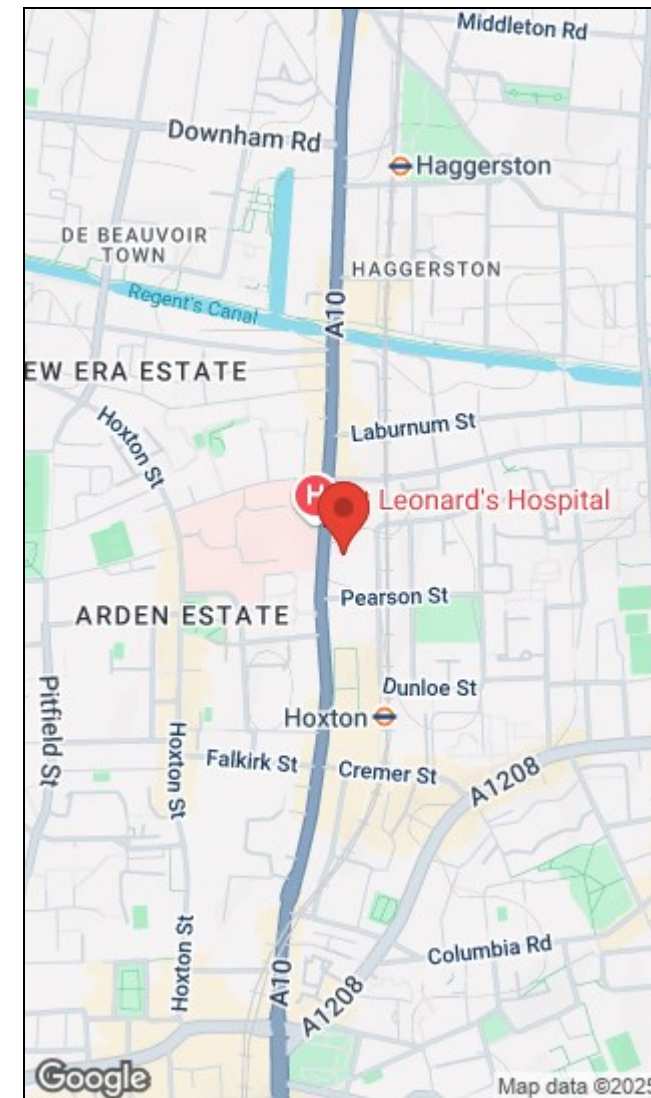 Middleton Rd
Downham Rd
Haggerston
DE BEAUVOIR
TOWN
HAGGERSTON
Regent's Canal
A10
EW ERA ESTATE
Hoxton St
Laburnum St
H
Leonard's Hospital
Pearson St
ARDEN ESTATE
Dunloe St
Pitfield St
Hoxton
Hoxton St
Falkirk St
Cremer St
A1208
Hoxton St
Columbia Rd
A10
A1208
Google
Map data ©2025